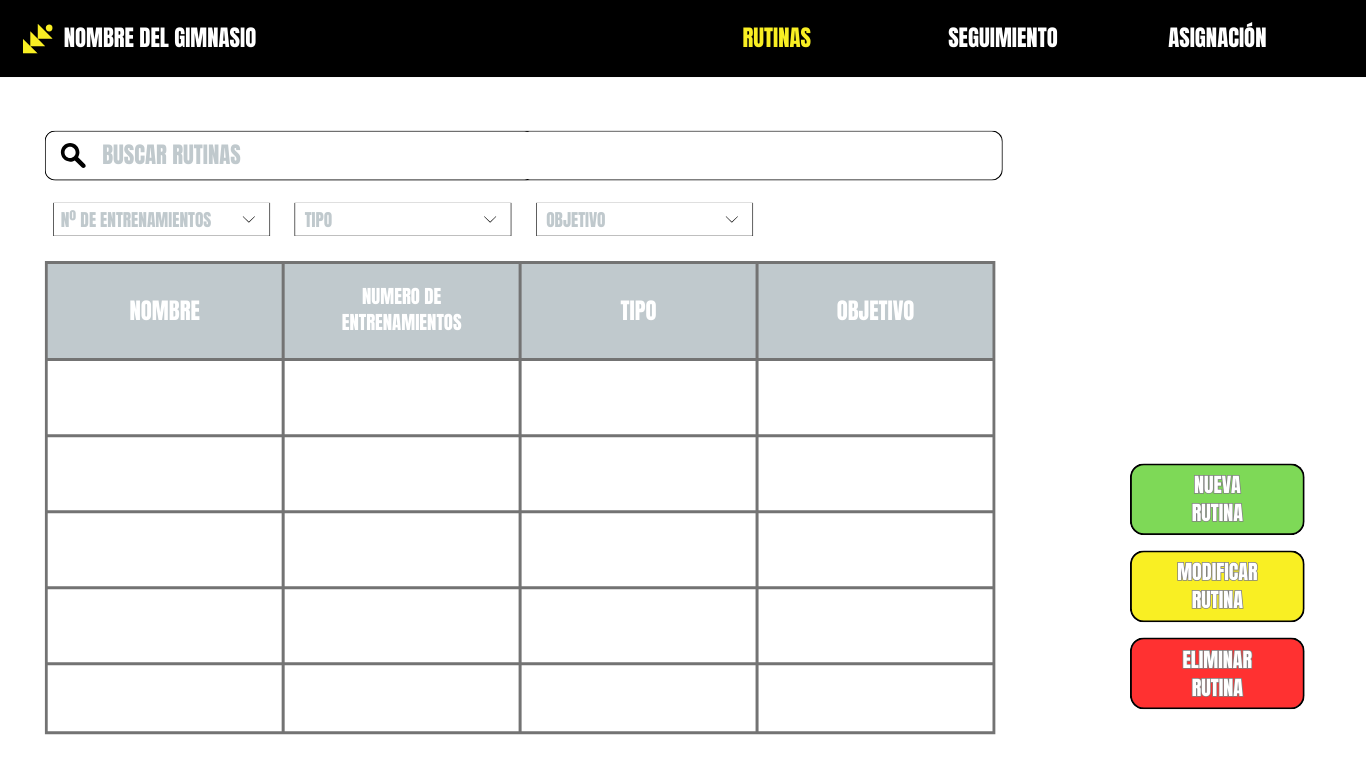 NOMBRE DEL GIMNASIO
RUTINAS
SEGUIMIENTO
ASIGNACIÓN
BUSCAR RUTINAS
Nº DE ENTRENAMIENTOS
TIPO
OBJETIVO
NOMBRE
NUMERO DE
ENTRENAMIENTOS
TIPO
OBJETIVO
NUEVA
RUTINA
MODIFICAR
RUTINA
ELIMINAR
RUTINA